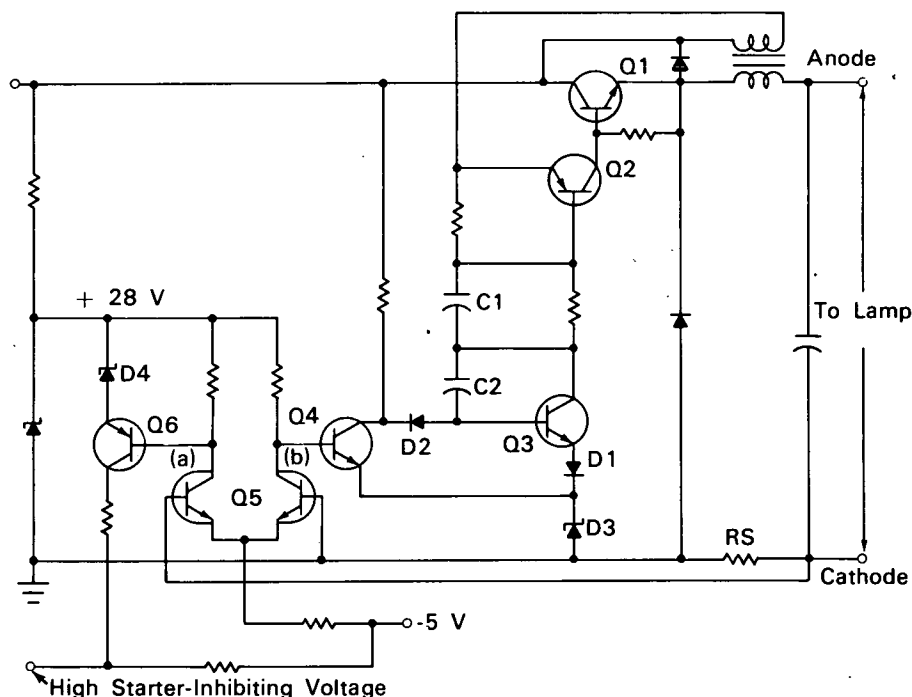 Anode
Q1
Q2
+ 28 V
C1
To Lamp
D4
C2
Q4
Q6
D2
Q3
(a)
(b)
D1
Q5
D3
RS
Cathode
-5 V
High Starter-Inhibiting Voltage